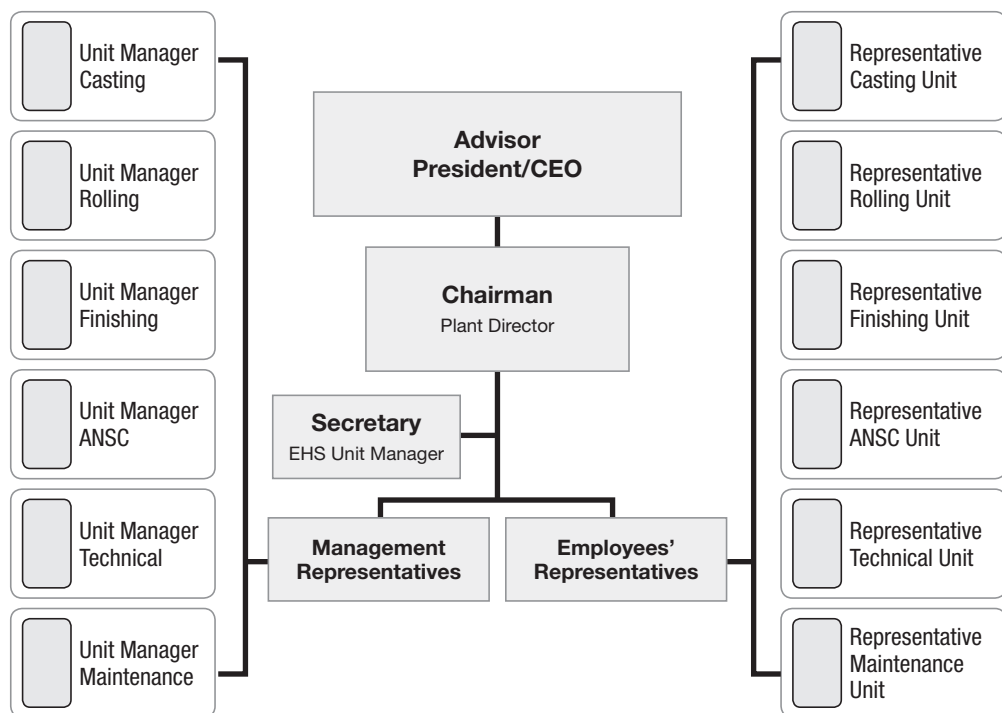 Unit Manager
Casting
Unit Manager
Rolling
Unit Manager
Finishing
Unit Manager
ANSC
Unit Manager
Technical
Unit Manager
Maintenance
Advisor
President/CEO
Chairman
Plant Director
Secretary
EHS Unit Manager
Management
Representatives
Employees’
Representatives
Representative
Casting Unit
Representative
Rolling Unit
Representative
Finishing Unit
Representative
ANSC Unit
Representative
Technical Unit
Representative
Maintenance
Unit